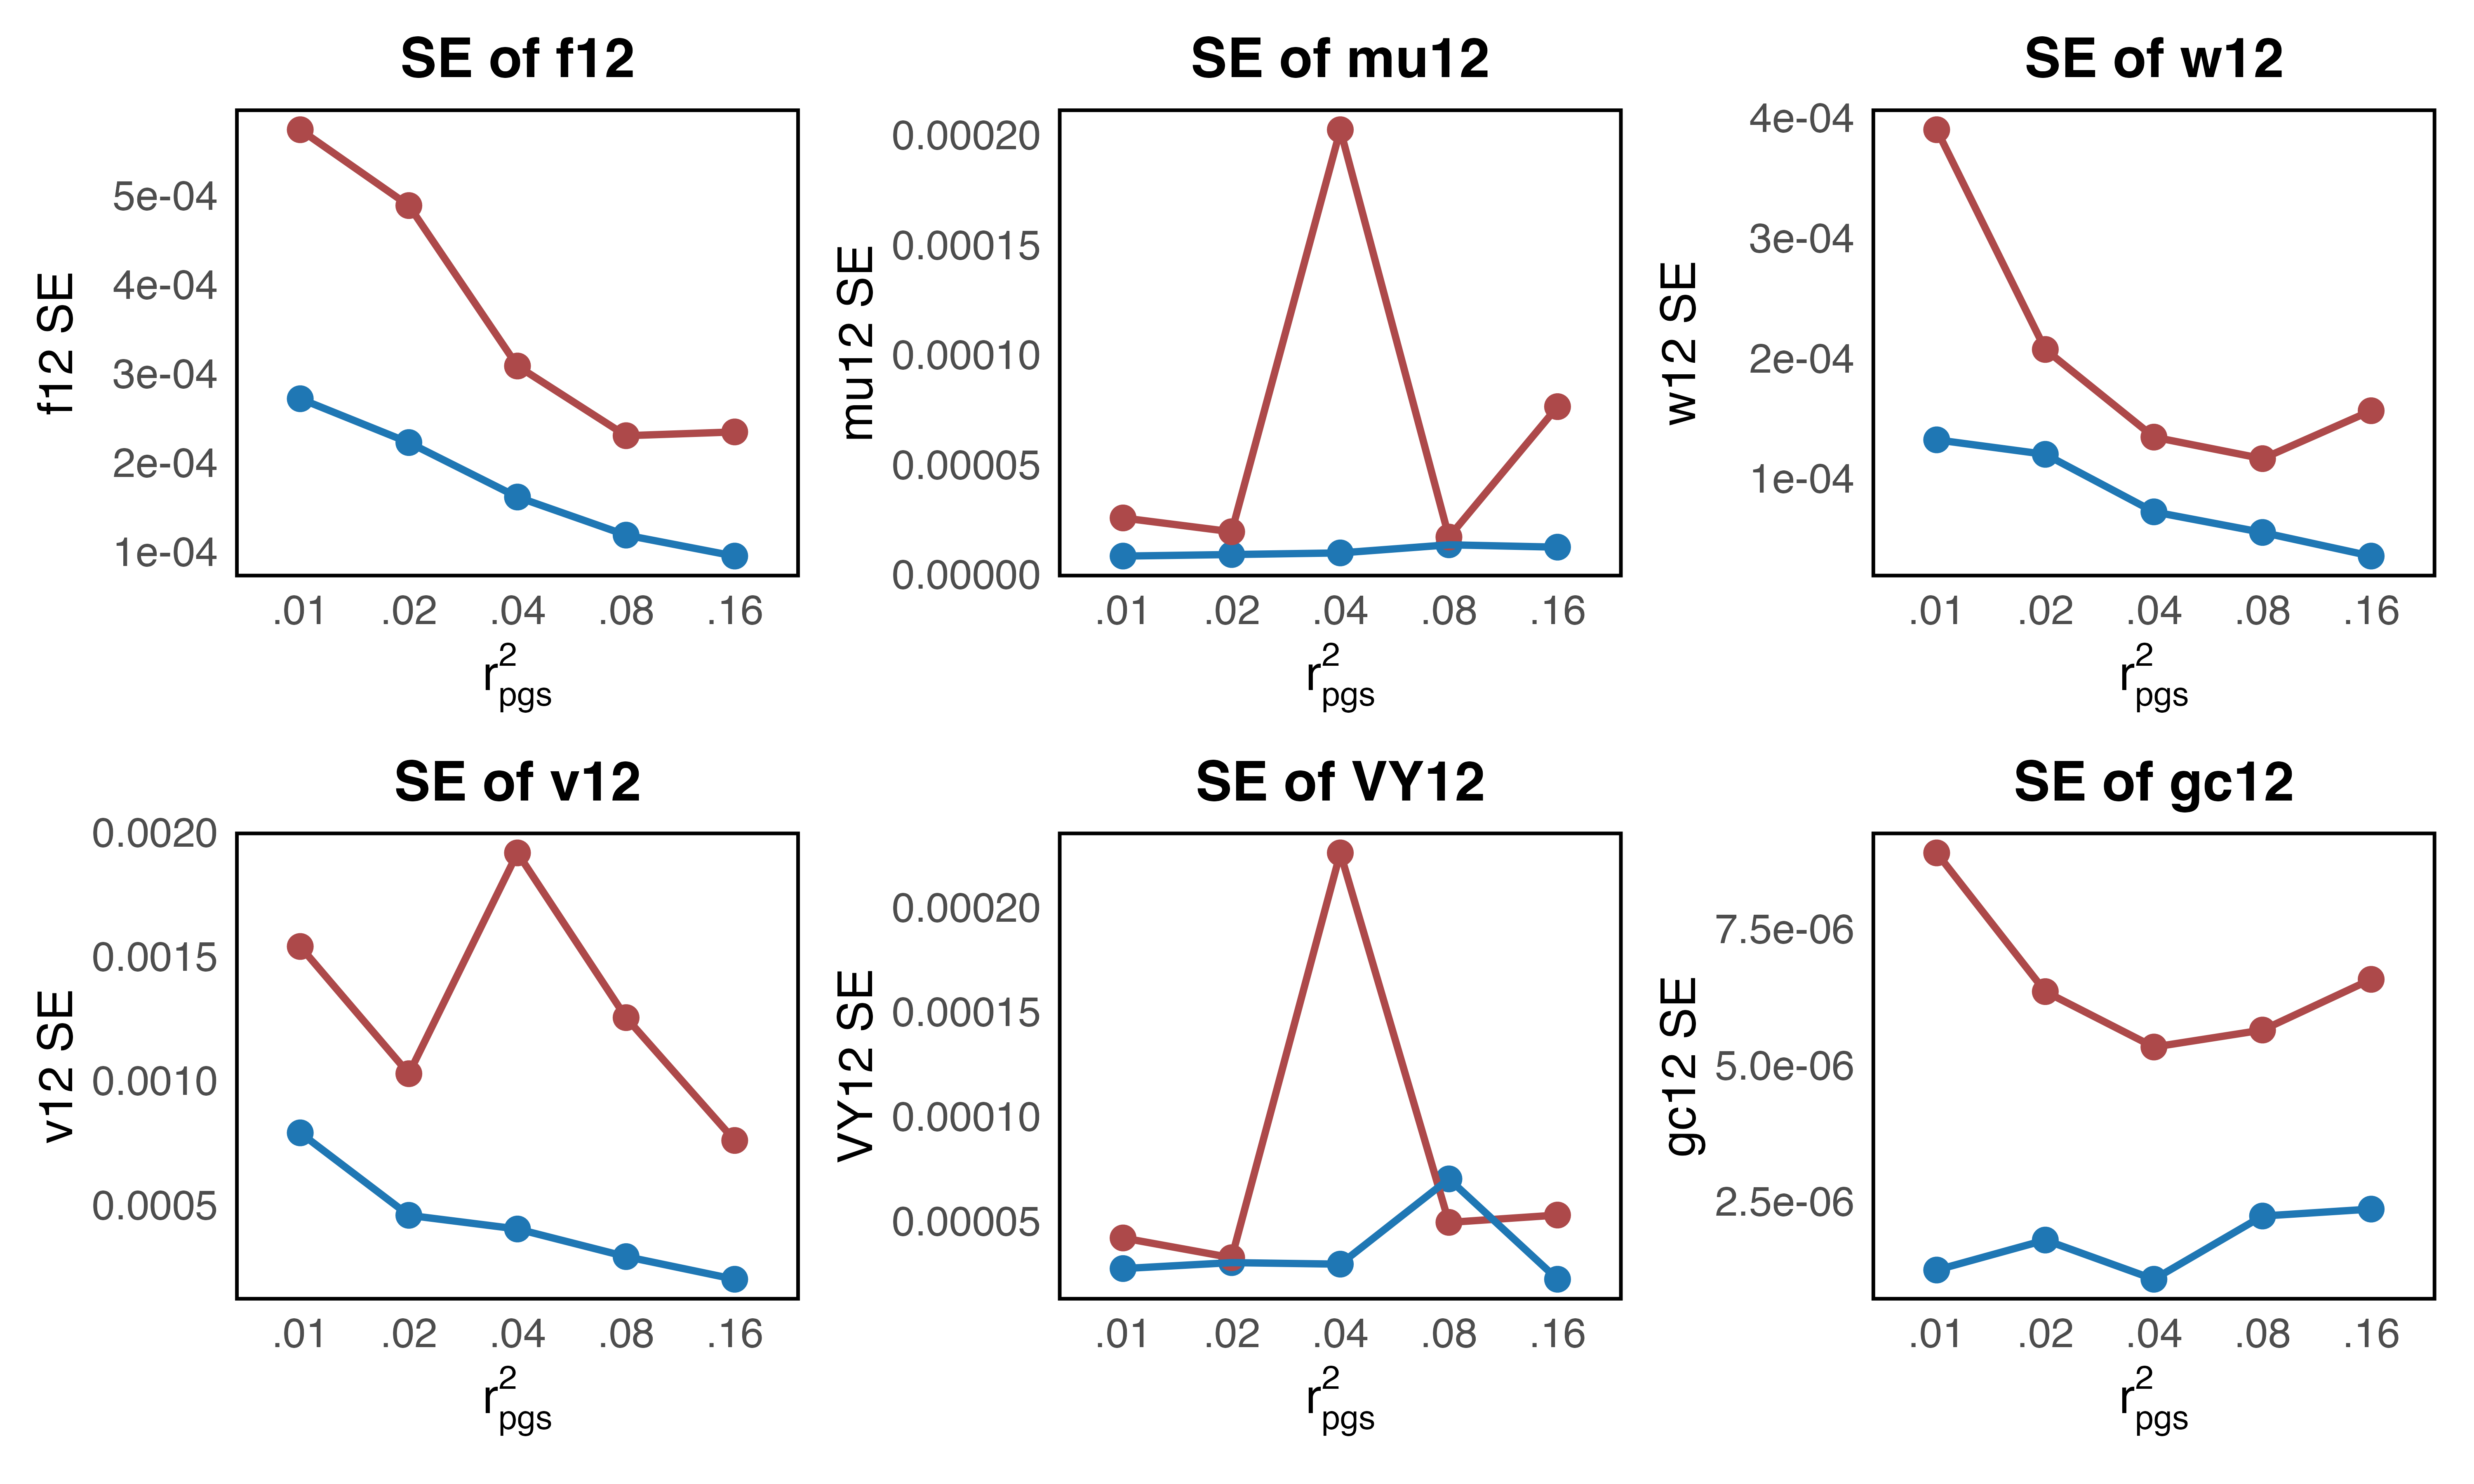 SE of f12
f12 SE
5e-04
4e-04
3e-04
2e-04
1e-04
.01 .02 .04 .08 .16
r²pgs
SE of mu12
mu12 SE
0.00020
0.00015
0.00010
0.00005
0.00000
.01 .02 .04 .08 .16
r²pgs
SE of w12
w12 SE
4e-04
3e-04
2e-04
1e-04
.01 .02 .04 .08 .16
r²pgs
SE of v12
v12 SE
0.0020
0.0015
0.0010
0.0005
.01 .02 .04 .08 .16
r²pgs
SE of VY12
VY12 SE
0.00020
0.00015
0.00010
0.00005
.01 .02 .04 .08 .16
r²pgs
SE of gc12
gc12 SE
7.5e-06
5.0e-06
2.5e-06
.01 .02 .04 .08 .16
r²pgs